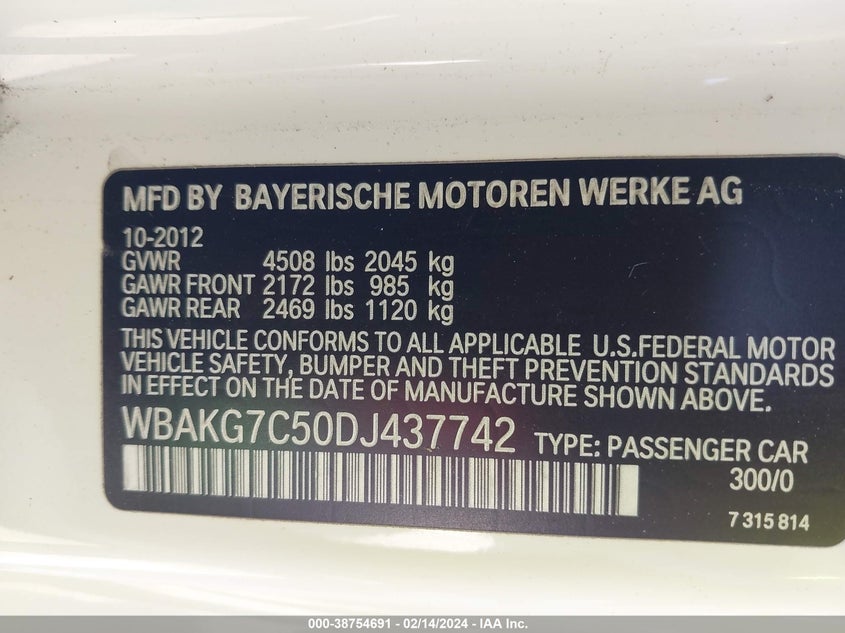 MFD BY BAYERISCHE MOTOREN WERKE AG
10-2012
GVWR 4508 lbs 2045 kg
GAWR FRONT 2172 lbs 985 kg
GAWR REAR 2469 lbs 1120 kg
THIS VEHICLE CONFORMS TO ALL APPLICABLE U.S.FEDERAL MOTOR
VEHICLE SAFETY, BUMPER AND THEFT PREVENTION STANDARDS
IN EFFECT ON THE DATE OF MANUFACTURE SHOWN ABOVE.
WBAKG7C50DJ437742 TYPE: PASSENGER CAR
300/0
7 315 814
000-38754691 - 02/14/2024 - IAA Inc.